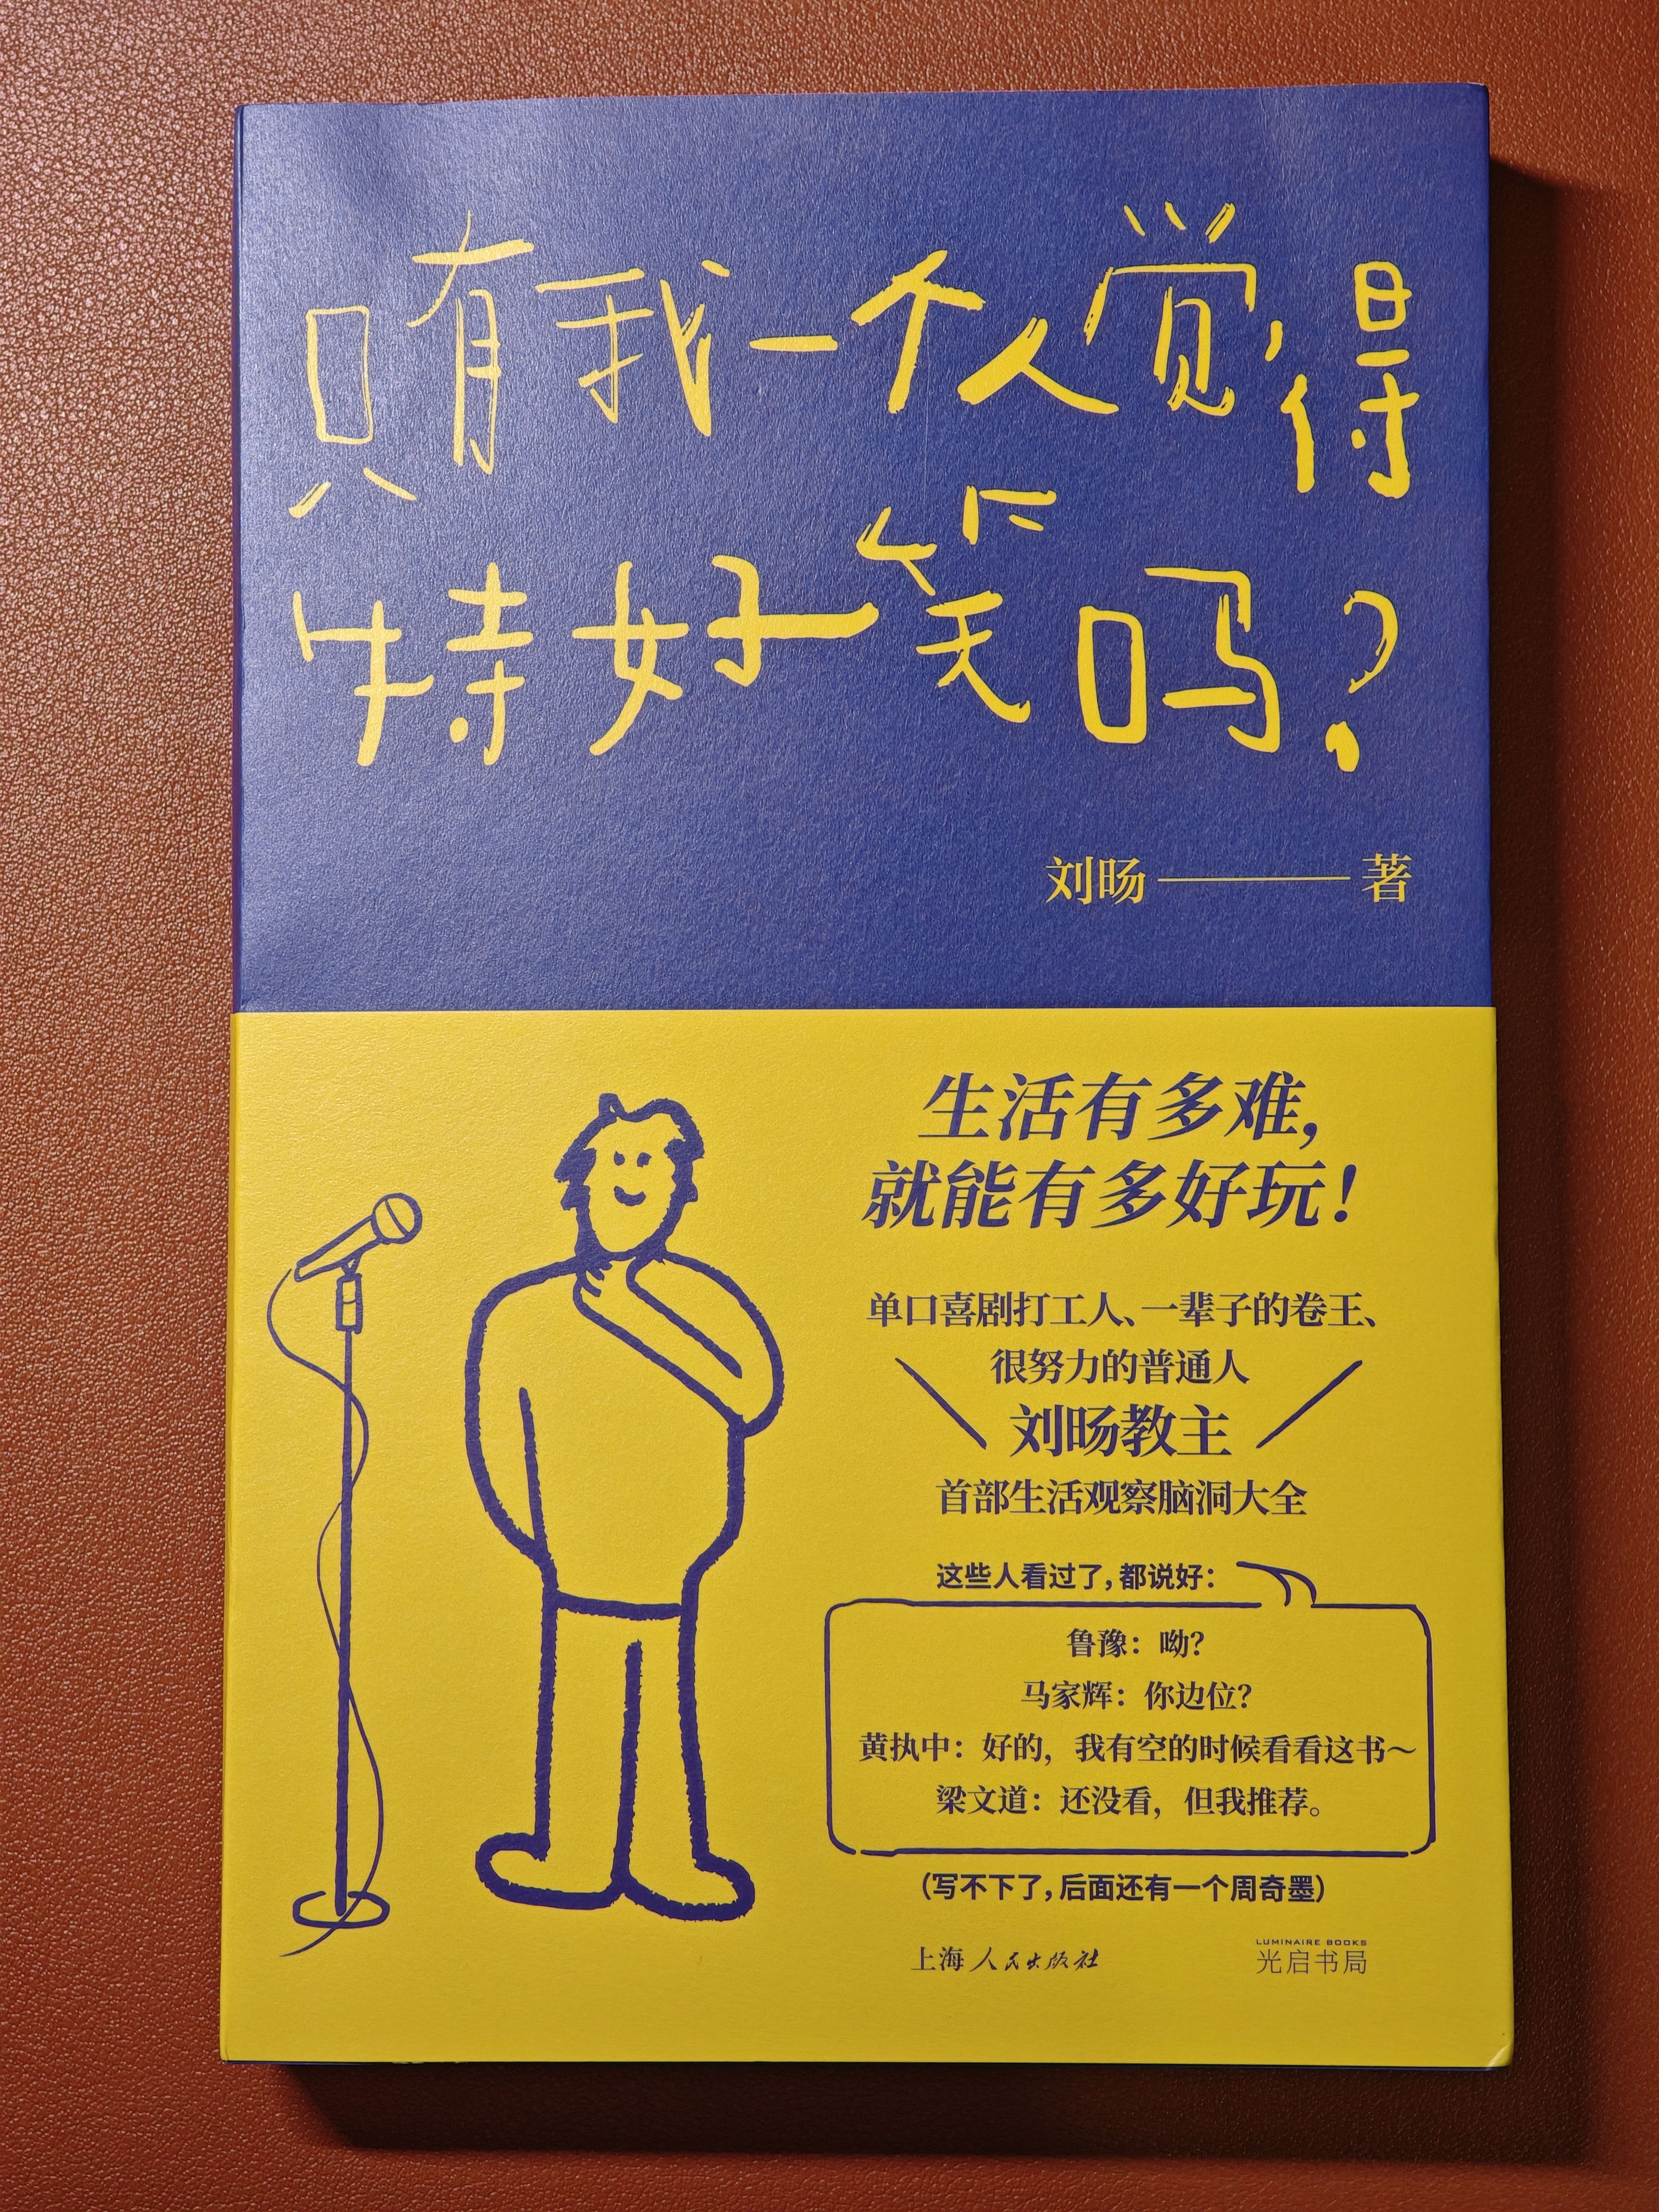 只有我一个人觉得
特好笑吗?
刘旸——著
生活有多难，
就能有多好玩！
单口喜剧打工人、一辈子的卷王、
很努力的普通人
刘旸教主
首部生活观察脑洞大全
这些人看过了，都说好：
鲁豫：呦？
马家辉：你边位？
黄执中：好的，我有空的时候看看这书～
梁文道：还没看，但我推荐。
（写不下了，后面还有一个周奇墨）
上海人民出版社
LUMINAIRE BOOKS
光启书局